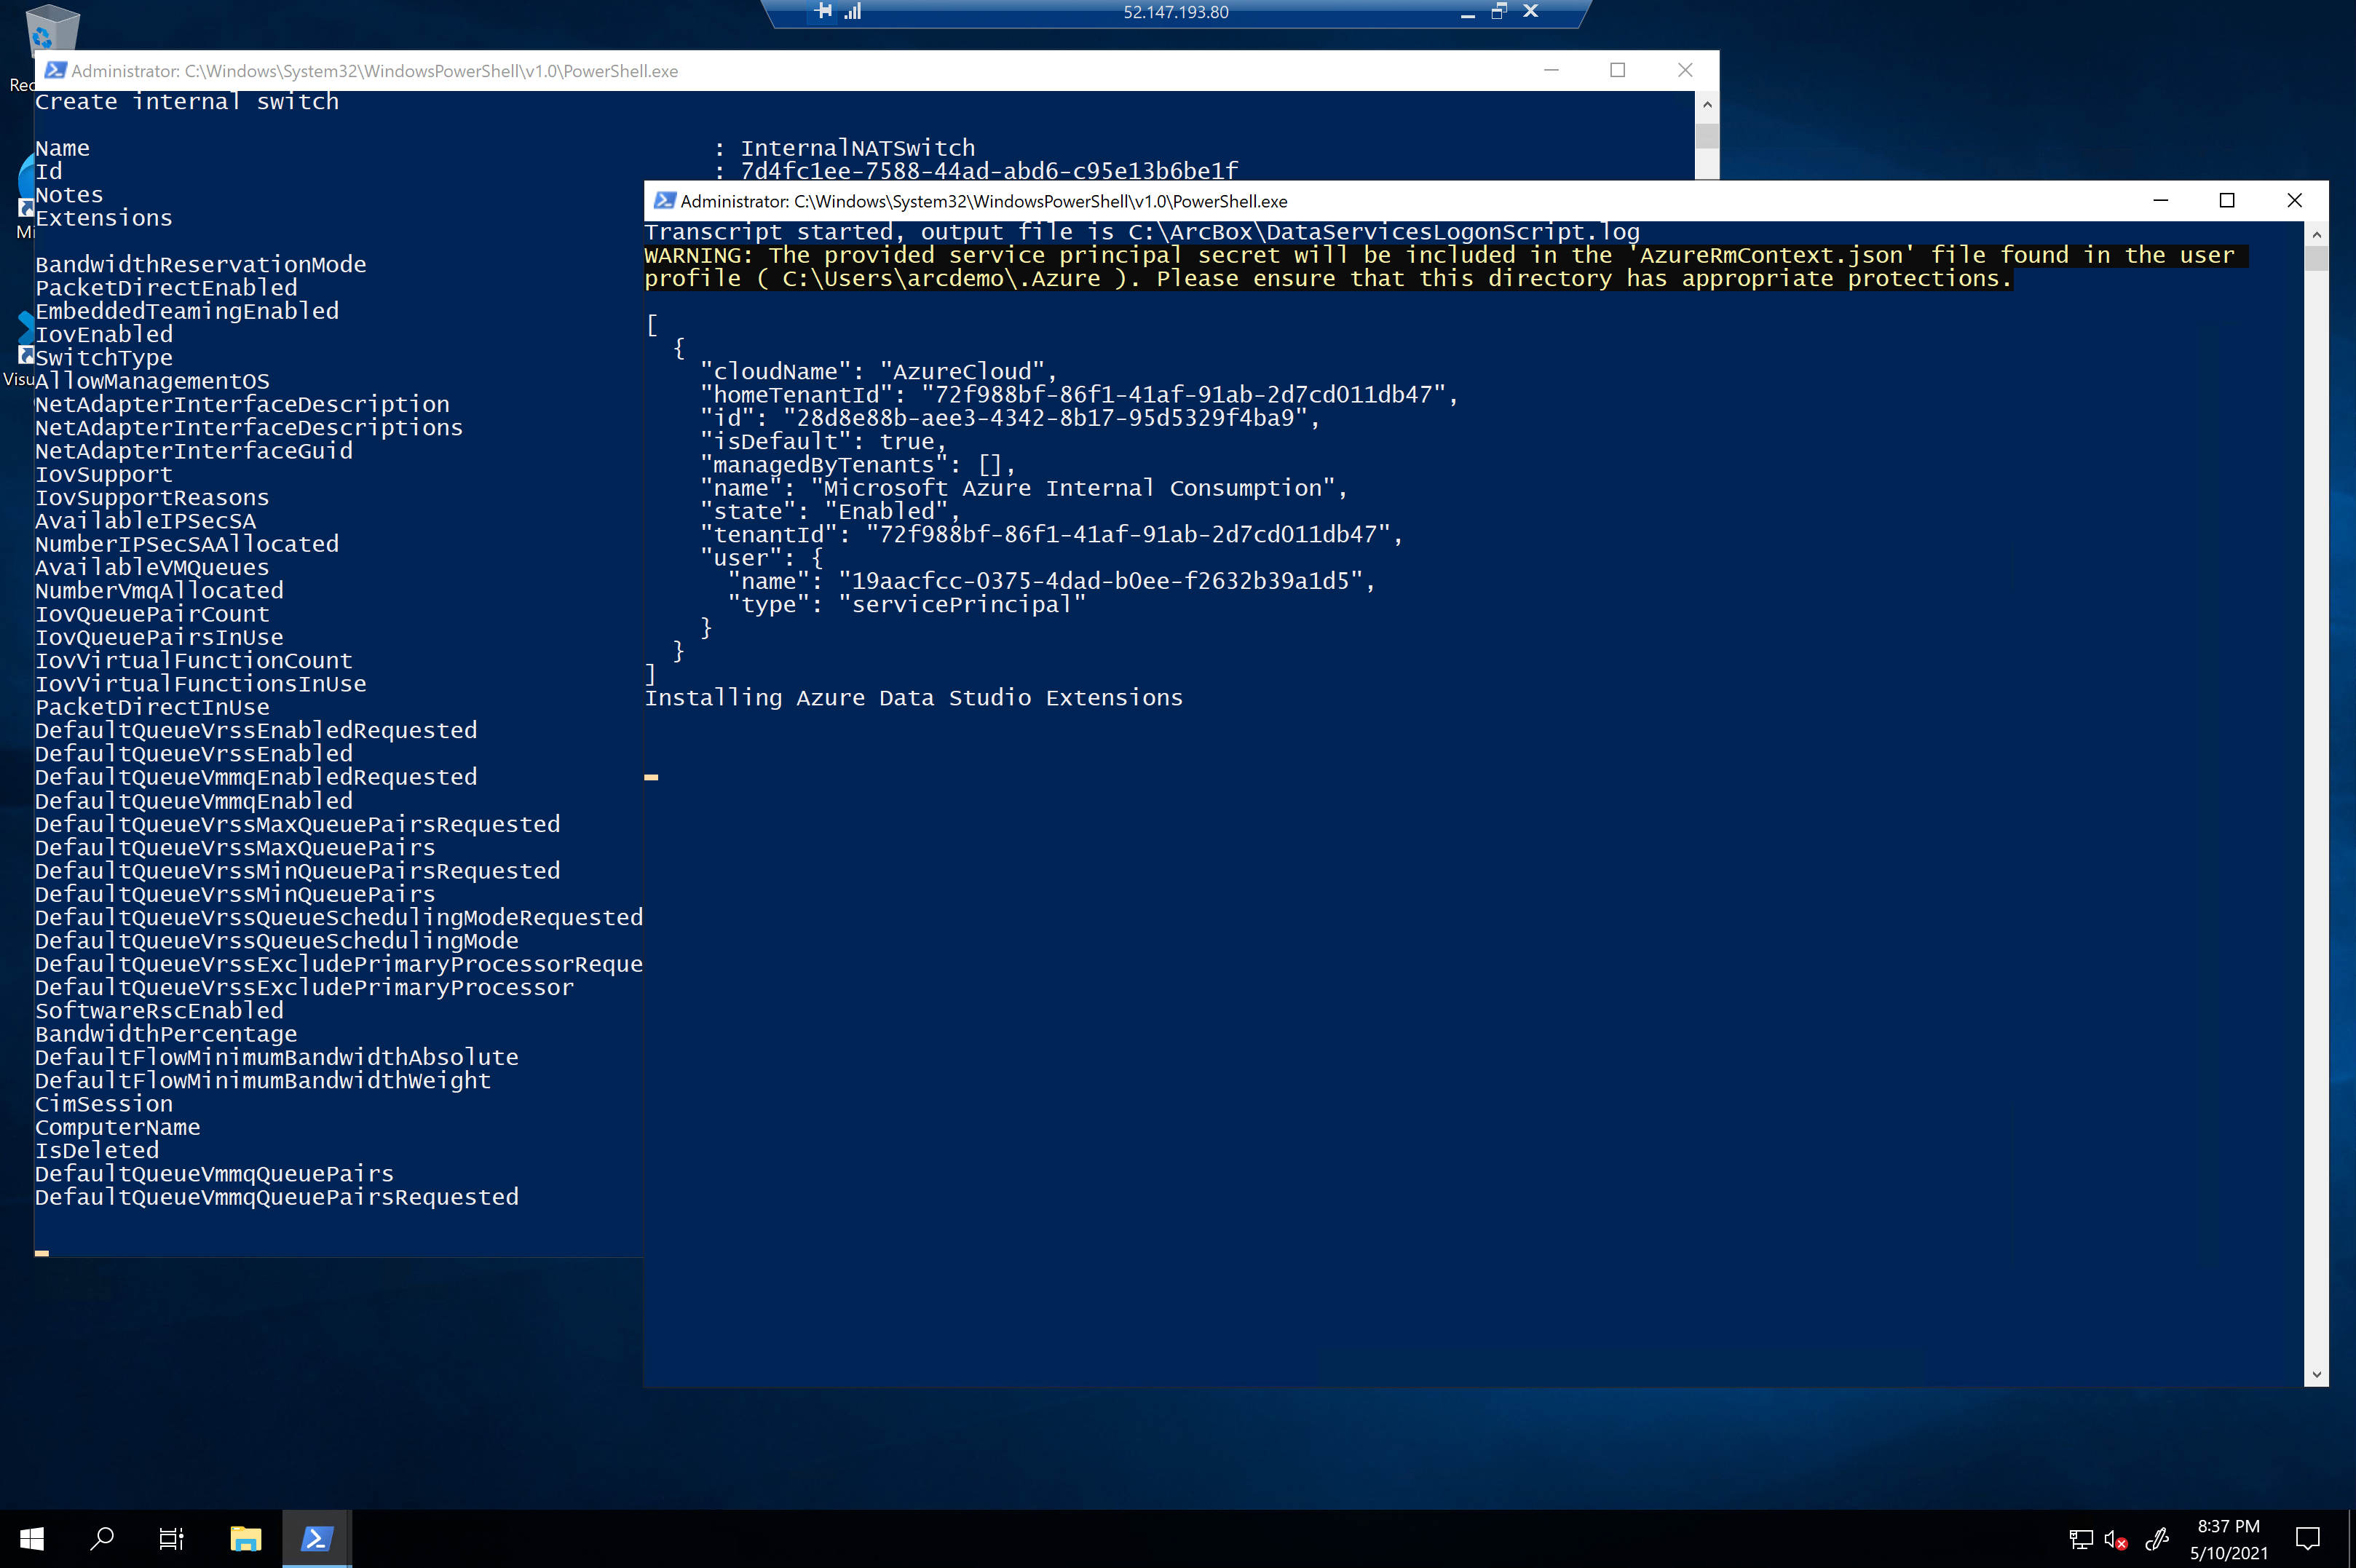 52.147.193.80
Rec
Administrator: C:\Windows\System32\WindowsPowerShell\v1.0\PowerShell.exe
Create internal switch
Name : InternalNATSwitch
Id : 7d4fc1ee-7588-44ad-abd6-c95e13b6be1f
Notes
Extensions
BandwidthReservationMode
PacketDirectEnabled
EmbeddedTeamingEnabled
IovEnabled
SwitchType
AllowManagementOS
NetAdapterInterfaceDescription
NetAdapterInterfaceDescriptions
NetAdapterInterfaceGuid
IovSupport
IovSupportReasons
AvailableIPSecSA
NumberIPSecSAAllocated
AvailableVMQueues
NumberVmqAllocated
IovQueuePairCount
IovQueuePairsInUse
IovVirtualFunctionCount
IovVirtualFunctionsInUse
PacketDirectInUse
DefaultQueueVrssEnabledRequested
DefaultQueueVrssEnabled
DefaultQueueVmmqEnabledRequested
DefaultQueueVmmqEnabled
DefaultQueueVrssMaxQueuePairsRequested
DefaultQueueVrssMaxQueuePairs
DefaultQueueVrssMinQueuePairsRequested
DefaultQueueVrssMinQueuePairs
DefaultQueueVrssQueueSchedulingModeRequested
DefaultQueueVrssQueueSchedulingMode
DefaultQueueVrssExcludePrimaryProcessorReque
DefaultQueueVrssExcludePrimaryProcessor
SoftwareRscEnabled
BandwidthPercentage
DefaultFlowMinimumBandwidthAbsolute
DefaultFlowMinimumBandwidthWeight
CimSession
ComputerName
IsDeleted
DefaultQueueVmmqQueuePairs
DefaultQueueVmmqQueuePairsRequested
Mi
Visu
Administrator: C:\Windows\System32\WindowsPowerShell\v1.0\PowerShell.exe
Transcript started, output file is C:\ArcBox\DataServicesLogonScript.log
WARNING: The provided service principal secret will be included in the 'AzureRmContext.json' file found in the user
profile ( C:\Users\arcdemo\.Azure ). Please ensure that this directory has appropriate protections.
[
  {
    "cloudName": "AzureCloud",
    "homeTenantId": "72f988bf-86f1-41af-91ab-2d7cd011db47",
    "id": "28d8e88b-aee3-4342-8b17-95d5329f4ba9",
    "isDefault": true,
    "managedByTenants": [],
    "name": "Microsoft Azure Internal Consumption",
    "state": "Enabled",
    "tenantId": "72f988bf-86f1-41af-91ab-2d7cd011db47",
    "user": {
      "name": "19aacfcc-0375-4dad-b0ee-f2632b39a1d5",
      "type": "servicePrincipal"
    }
  }
]
Installing Azure Data Studio Extensions
8:37 PM
5/10/2021